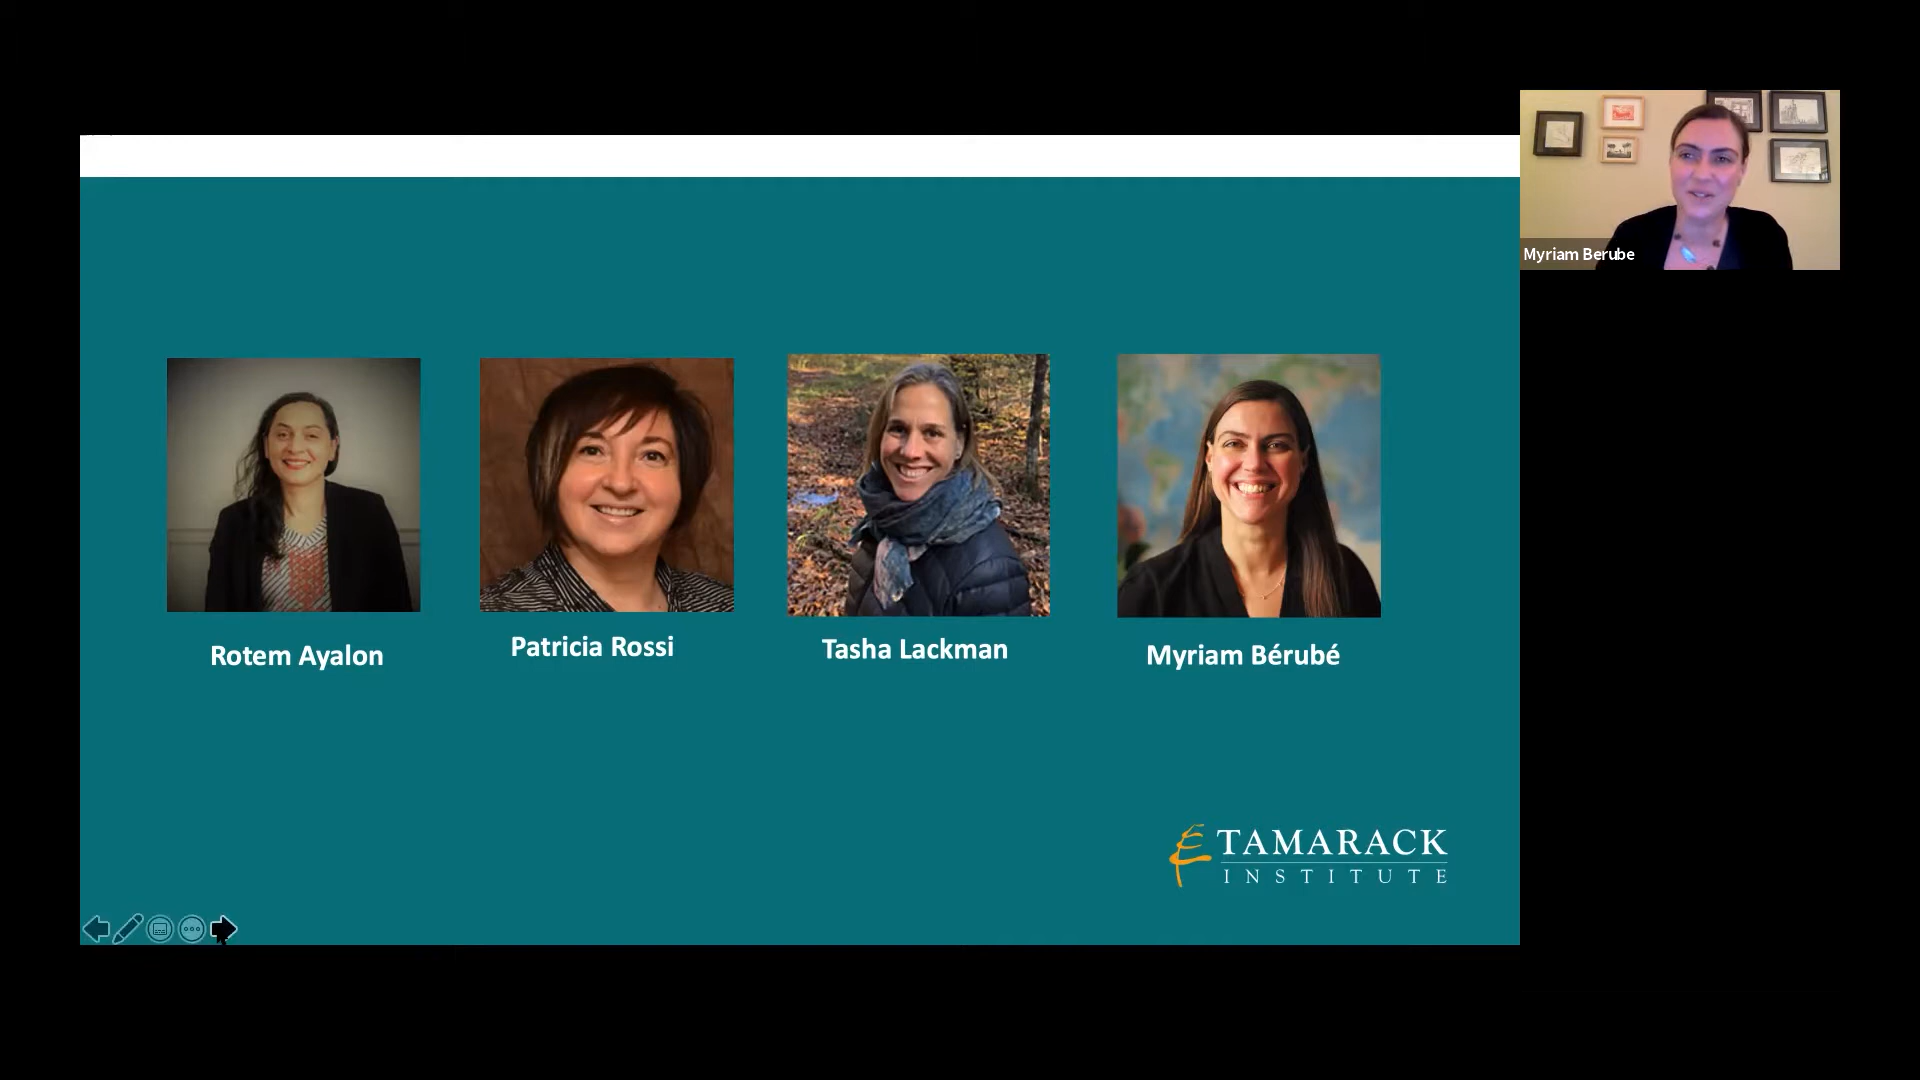 Myriam Berube
Rotem Ayalon
Patricia Rossi
Tasha Lackman
Myriam Bérubé
TAMARACK
INSTITUTE